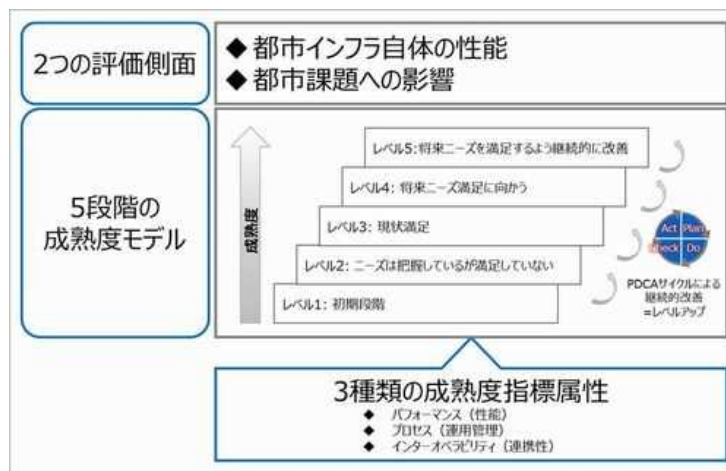 2つの評価側面
◆ 都市インフラ自体の性能
◆ 都市課題への影響
5段階の
成熟度モデル
成熟度
レベル5：将来ニーズを満足するよう継続的に改善
レベル4：将来ニーズ満足に向かう
レベル3：現状満足
レベル2：ニーズは把握しているが満足していない
レベル1：初期段階
Act Plan
Check Do
PDCAサイクルによる
継続的改善
=レベルアップ
3種類の成熟度指標属性
◆ パフォーマンス（性能）
◆ プロセス（運用管理）
◆ インターオペラビリティ（連携性）